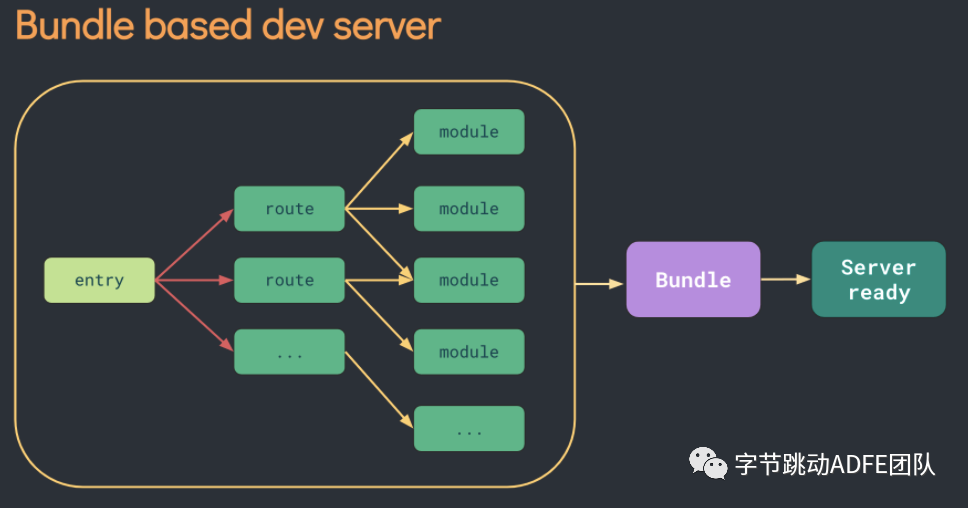 Bundle based dev server
module
route
module
entry
route
module
Bundle
Server
ready
...
module
...
字节跳动ADFE团队